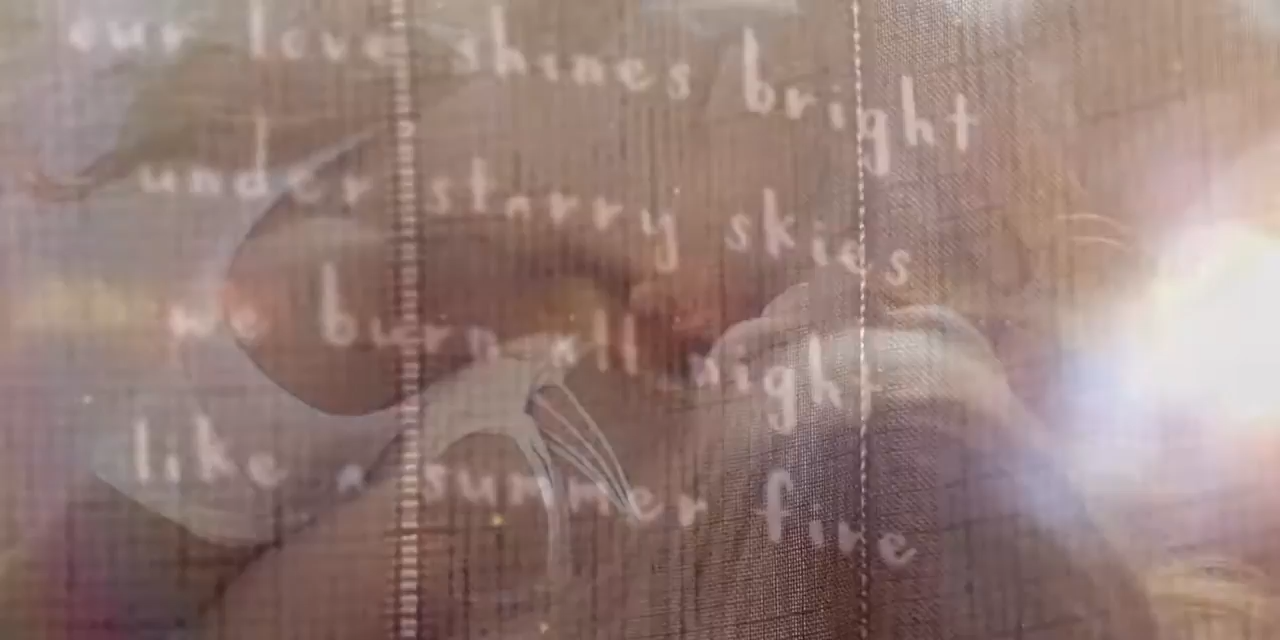 our love shines bright
under starry skies
we burn all night
like a summer fire